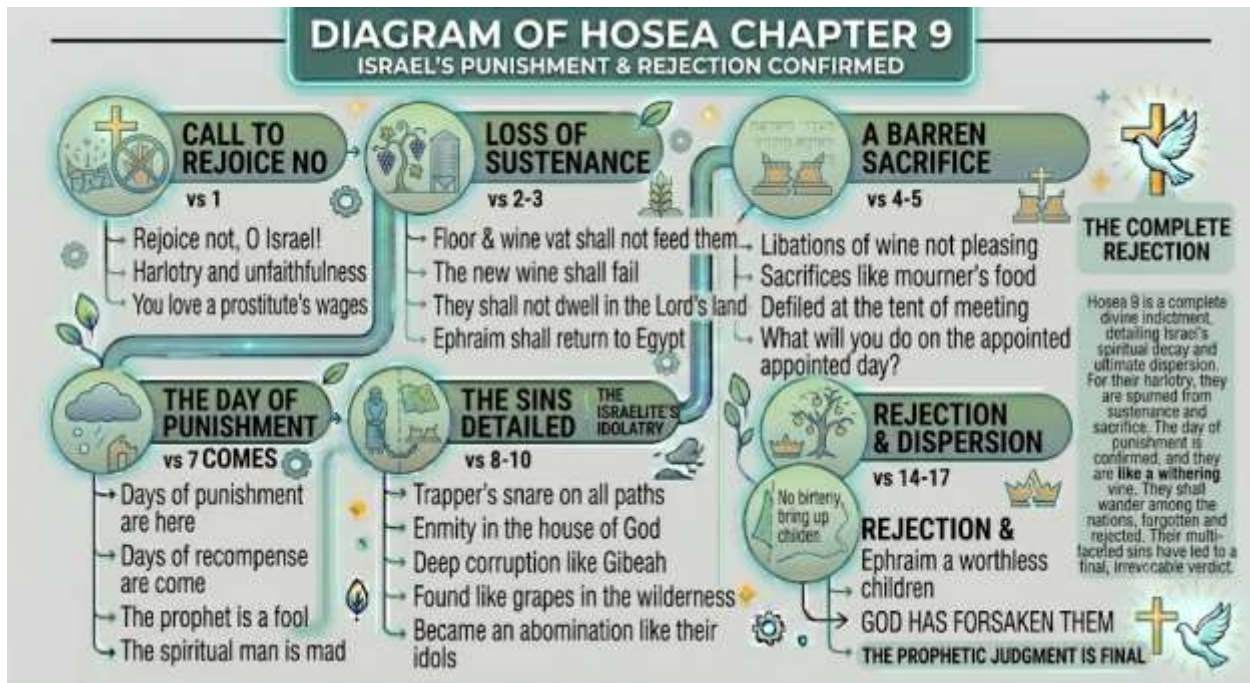 DIAGRAM OF HOSEA CHAPTER 9
ISRAEL'S PUNISHMENT & REJECTION CONFIRMED
CALL TO
REJOICE NO
vs 1
Rejoice not, O Israel!
Harlotry and unfaithfulness
You love a prostitute's wages
LOSS OF
SUSTENANCE
vs 2-3
Floor & wine vat shall not feed them
The new wine shall fail
They shall not dwell in the Lord's land
Ephraim shall return to Egypt
A BARREN
SACRIFICE
vs 4-5
Libations of wine not pleasing
Sacrifices like mourner's food
Defiled at the tent of meeting
What will you do on the appointed
appointed day?
THE DAY OF
PUNISHMENT
vs 7 COMES
Days of punishment
are here
Days of recompense
are come
The prophet is a fool
The spiritual man is mad
THE SINS
DETAILED
THE
ISRAELITE'S
IDOLATRY
vs 8-10
Trapper's snare on all paths
Enmity in the house of God
Deep corruption like Gibeah
Found like grapes in the wilderness
Became an abomination like their
idols
REJECTION
& DISPERSION
vs 14-17
No birteny,
bring up
childen
REJECTION &
Ephraim a worthless
children
GOD HAS FORSAKEN THEM
THE PROPHETIC JUDGMENT IS FINAL
THE COMPLETE
REJECTION
Hosea 9 is a complete
divine indictment,
detailing Israel's
spiritual decay and
ultimate dispersion.
For their harlotry, they
are spurned from
sustenance and
sacrifice. The day of
punishment is
confirmed, and they
are like a withering
vine. They shall
wander among the
nations, forgotten and
rejected. Their multi-
faceted sins have led to a
final, irrevocable verdict.